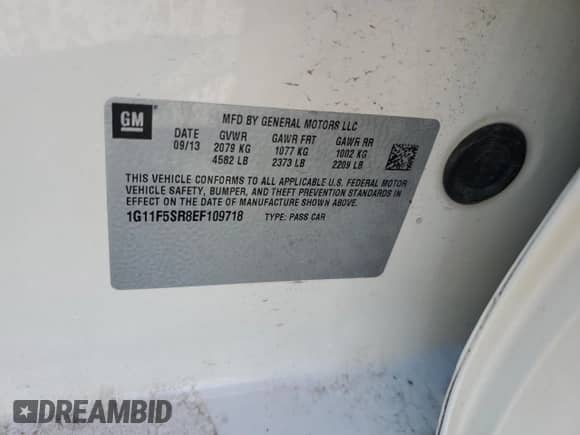 GM
MFD BY GENERAL MOTORS LLC
DATE GVWR GAWR FRT GAWR RR
09/13 2079 KG 1077 KG 1002 KG
4582 LB 2373 LB 2209 LB
THIS VEHICLE CONFORMS TO ALL APPLICABLE U.S. FEDERAL MOTOR
VEHICLE SAFETY, BUMPER, AND THEFT PREVENTION STANDARDS IN
EFFECT ON THE DATE OF MANUFACTURE SHOWN ABOVE.
1G11F5SR8EF109718 TYPE: PASS CAR
DREAMBID